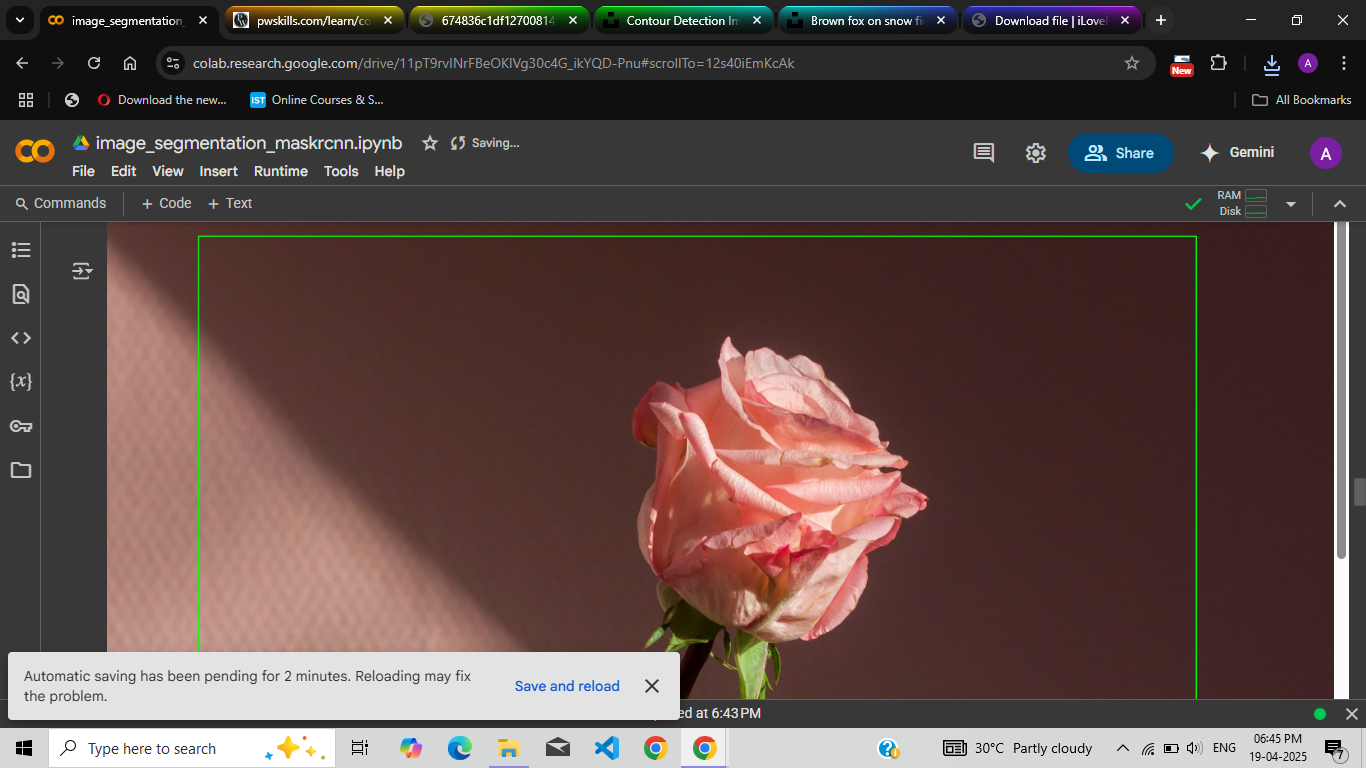 image_segmentation_
pwskills.com/learn/co
674836c1df12700814
Contour Detection Im
Brown fox on snow fi
Download file | iLovel
colab.research.google.com/drive/11pT9rvINrFBeOKIVg30c4G_ikYQD-Pnu#scrollTo=12s40iEmKcAk
New
A
Download the new...
IST
Online Courses & S...
All Bookmarks
image_segmentation_maskrcnn.ipynb
Saving...
File Edit View Insert Runtime Tools Help
Share
Gemini
A
Commands
+ Code + Text
RAM
Disk
{x}
Automatic saving has been pending for 2 minutes. Reloading may fix
the problem.
Save and reload
ed at 6:43 PM
Type here to search
30°C Partly cloudy
ENG
06:45 PM
19-04-2025
7